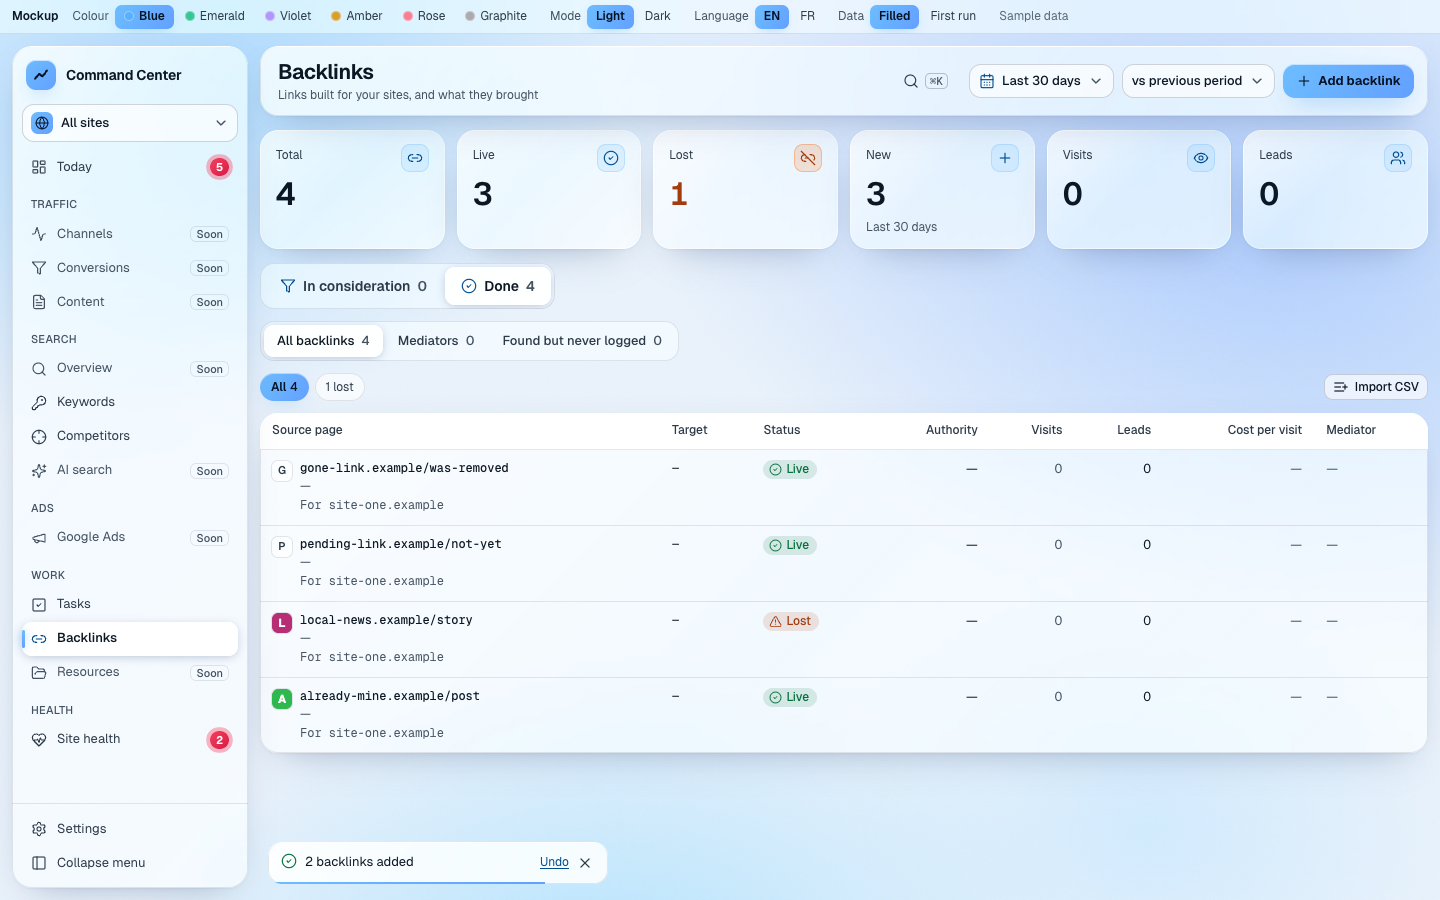 Mockup Colour Blue Emerald Violet Amber Rose Graphite Mode Light Dark Language EN FR Data Filled First run Sample data
Command Center
All sites
Today 5
TRAFFIC
Channels Soon
Conversions Soon
Content Soon
SEARCH
Overview Soon
Keywords
Competitors
AI search Soon
ADS
Google Ads Soon
WORK
Tasks
Backlinks
Resources Soon
HEALTH
Site health 2
Settings
Collapse menu
Backlinks
Links built for your sites, and what they brought
⌘K
Last 30 days
vs previous period
+ Add backlink
Total
4
Live
3
Lost
1
New
3
Last 30 days
Visits
0
Leads
0
In consideration 0 Done 4
All backlinks 4 Mediators 0 Found but never logged 0
All 4 1 lost Import CSV
Source page Target Status Authority Visits Leads Cost per visit Mediator
G gone-link.example/was-removed – Live — 0 0 — —
—
For site-one.example
P pending-link.example/not-yet – Live — 0 0 — —
—
For site-one.example
L local-news.example/story – Lost — 0 0 — —
—
For site-one.example
A already-mine.example/post – Live — 0 0 — —
—
For site-one.example
2 backlinks added Undo